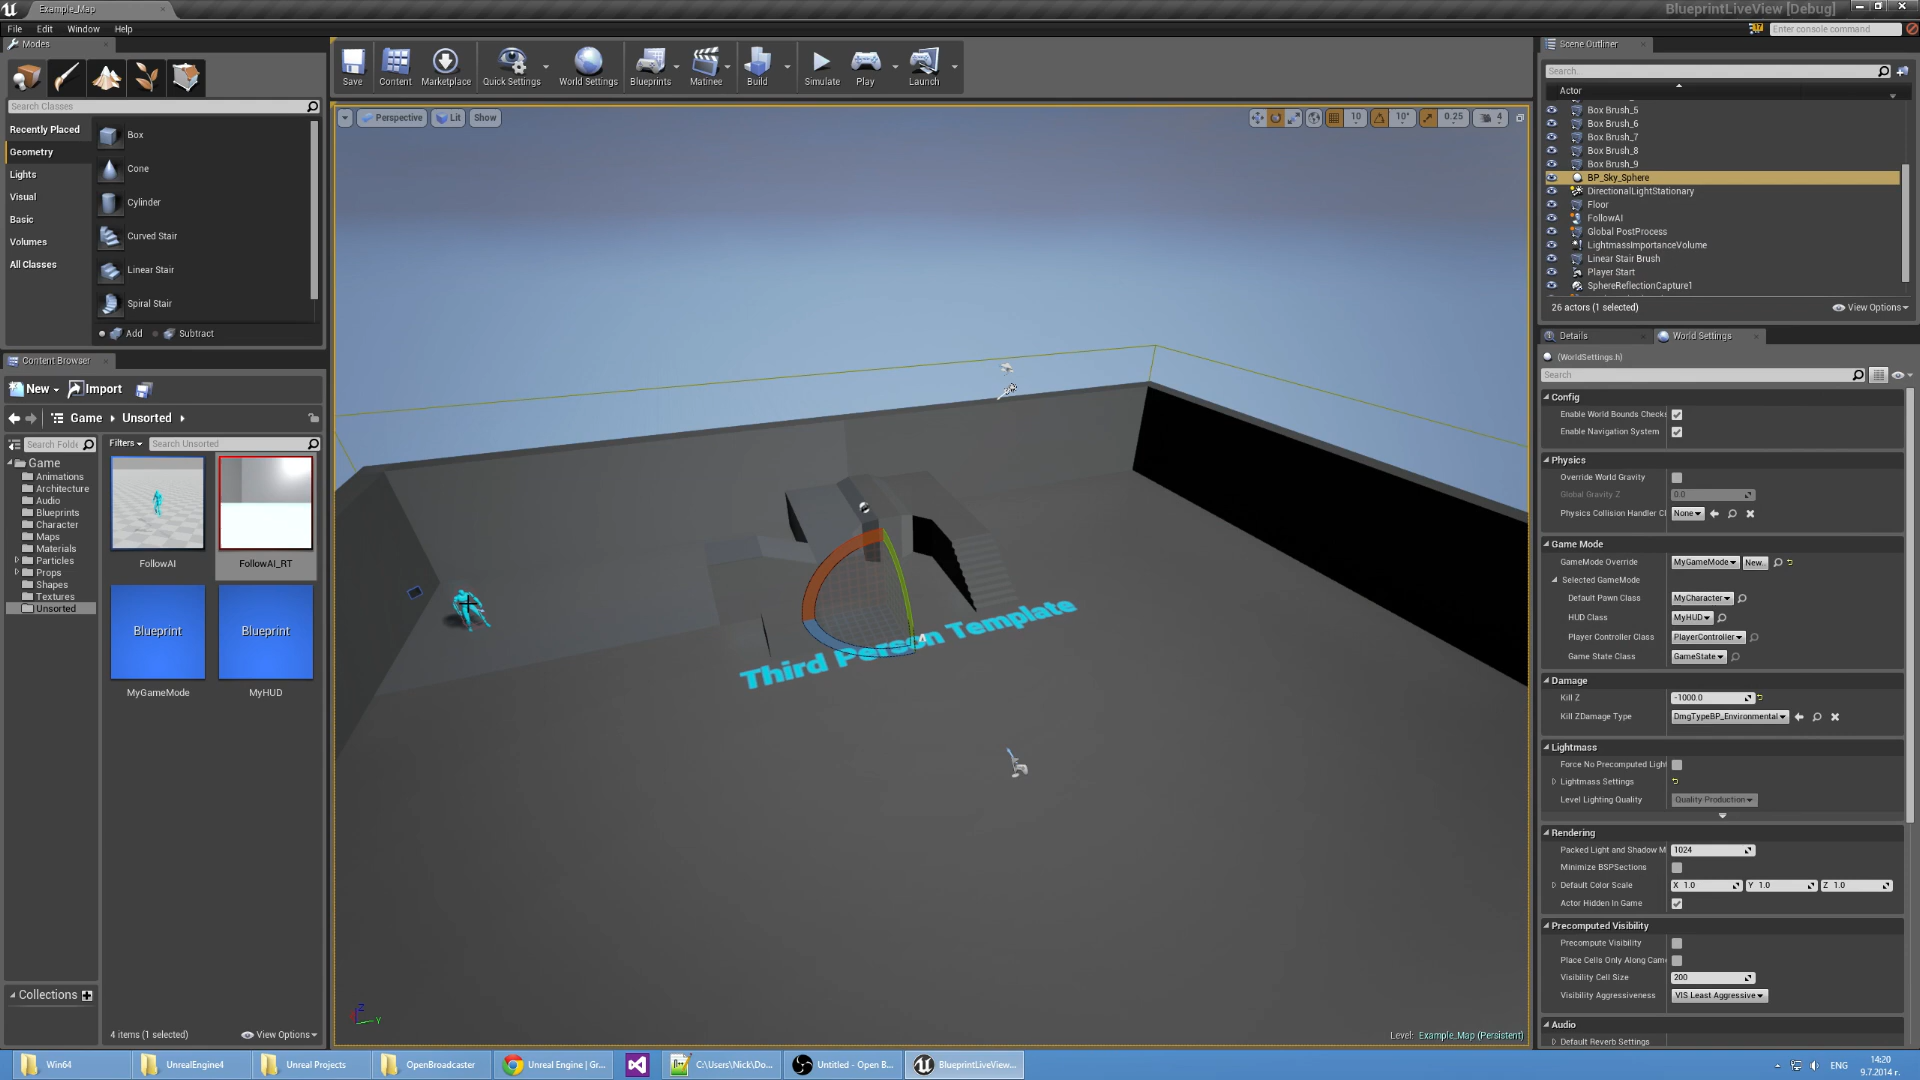 Example_Map
BlueprintLiveView [Debug]
File Edit Window Help
Enter console command
Modes
Search Classes
Recently Placed
Geometry
Lights
Visual
Basic
Volumes
All Classes
Box
Cone
Cylinder
Curved Stair
Linear Stair
Spiral Stair
Add Subtract
Content Browser
New Import
Game Unsorted
Search Folde
Filters Search Unsorted
Game
Animations
Architecture
Audio
Blueprints
Character
Maps
Materials
Particles
Props
Shapes
Textures
Unsorted
FollowAI
FollowAI_RT
Blueprint
Blueprint
MyGameMode
MyHUD
Collections
4 items (1 selected)
View Options
Save Content Marketplace Quick Settings World Settings Blueprints Matinee Build Simulate Play Launch
Perspective Lit Show
10 10° 0.25 4
Third Person Template
Z
Y
Level: Example_Map (Persistent)
Scene Outliner
Search...
Actor
Box Brush_5
Box Brush_6
Box Brush_7
Box Brush_8
Box Brush_9
BP_Sky_Sphere
DirectionalLightStationary
Floor
FollowAI
Global PostProcess
LightmassImportanceVolume
Linear Stair Brush
Player Start
SphereReflectionCapture1
26 actors (1 selected)
View Options
Details
World Settings
(WorldSettings.h)
Search
Config
Enable World Bounds Checks
Enable Navigation System
Physics
Override World Gravity
Global Gravity Z 0.0
Physics Collision Handler Cl None
Game Mode
GameMode Override MyGameMode New
Selected GameMode
Default Pawn Class MyCharacter
HUD Class MyHUD
Player Controller Class PlayerController
Game State Class GameState
Damage
Kill Z -1000.0
Kill ZDamage Type DmgTypeBP_Environmental
Lightmass
Force No Precomputed Light
Lightmass Settings
Level Lighting Quality Quality Production
Rendering
Packed Light and Shadow M 1024
Minimize BSPSections
Default Color Scale X 1.0 Y 1.0 Z 1.0
Actor Hidden In Game
Precomputed Visibility
Precompute Visibility
Place Cells Only Along Cam
Visibility Cell Size 200
Visibility Aggressiveness VIS Least Aggressive
Audio
Default Reverb Settings
Win64
UnrealEngine4
Unreal Projects
OpenBroadcaster
Unreal Engine | Gr...
C:\Users\Nick\Do...
Untitled - Open B...
BlueprintLiveView...
ENG
14:20
9.7.2014 г.